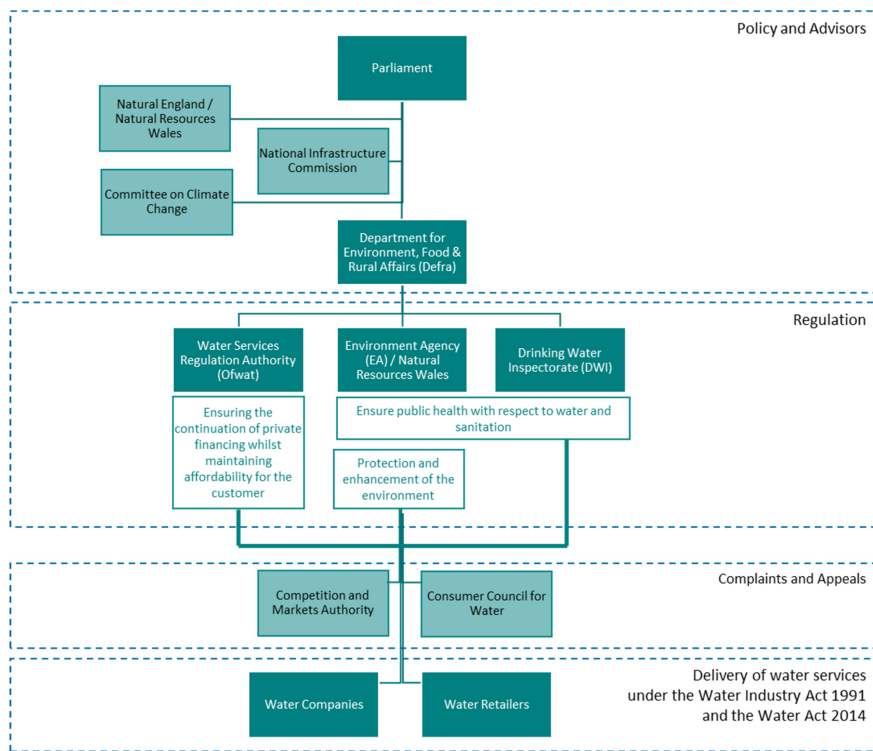 Policy and Advisors
Parliament
Natural England /
Natural Resources
Wales
National Infrastructure
Commission
Committee on Climate
Change
Department for
Environment, Food &
Rural Affairs (Defra)
Regulation
Water Services
Regulation Authority
(Ofwat)
Environment Agency
(EA) / Natural
Resources Wales
Drinking Water
Inspectorate (DWI)
Ensuring the
continuation of private
financing whilst
maintaining
affordability for the
customer
Ensure public health with respect to water and
sanitation
Protection and
enhancement of the
environment
Complaints and Appeals
Competition and
Markets Authority
Consumer Council for
Water
Delivery of water services
under the Water Industry Act 1991
and the Water Act 2014
Water Companies
Water Retailers